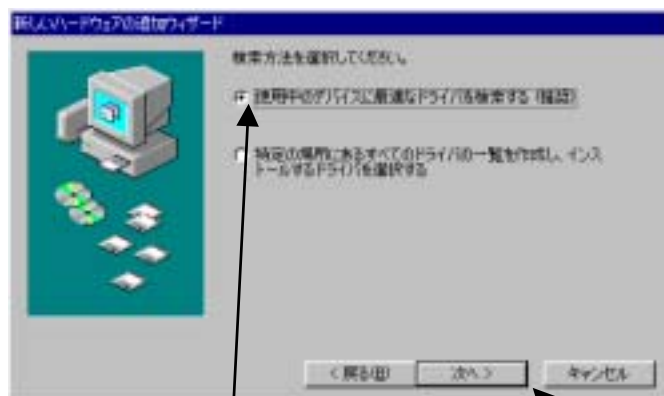 新しいハードウェアの追加ウィザード
検索方法を選択してください。
使用中のデバイスに最適なドライバを検索する (推奨)
特定の場所にあるすべてのドライバの一覧を作成し、インス
トールするドライバを選択する
< 戻る(B)
次へ >
キャンセル